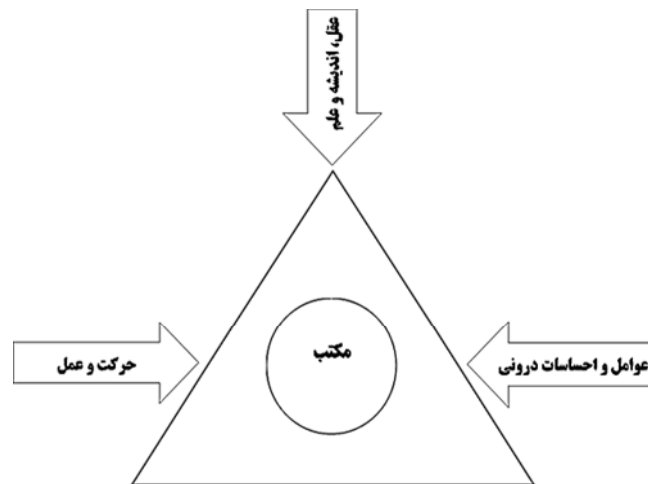 عقل، اندیشه و علم
مکتب
عوامل و احساسات درونی
حرکت و عمل